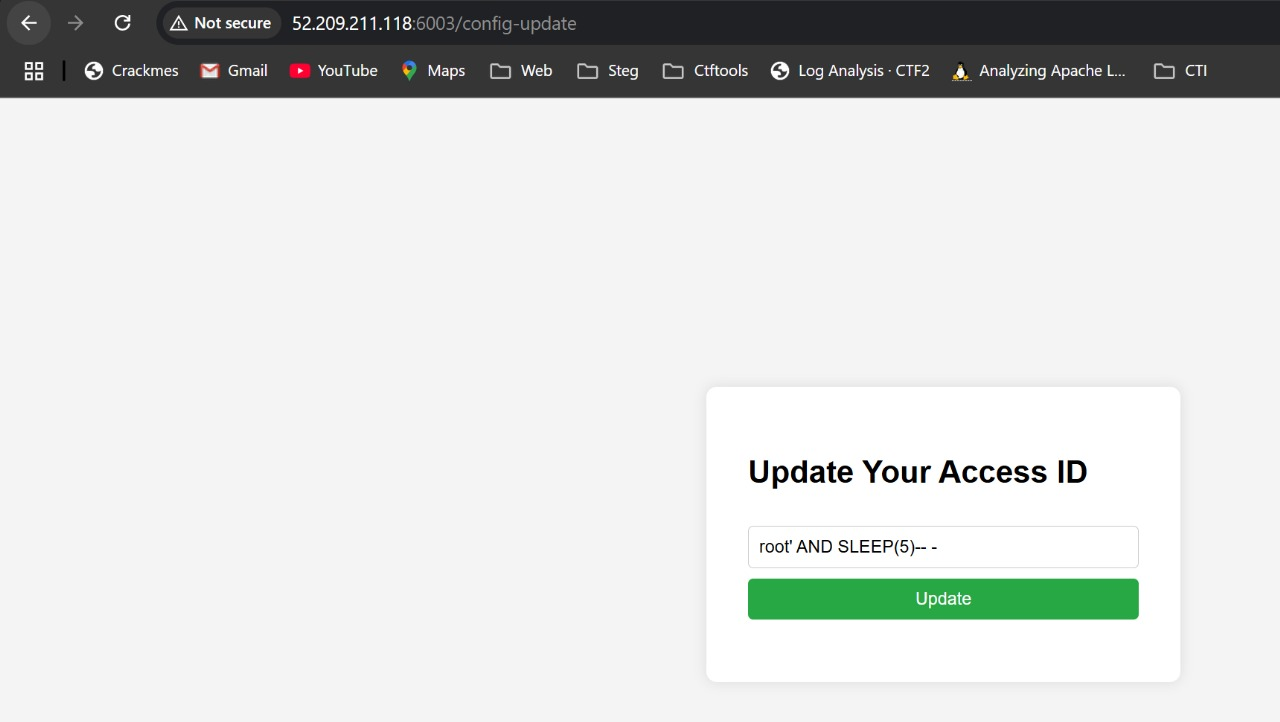 Not secure 52.209.211.118:6003/config-update
Crackmes Gmail YouTube Maps Web Steg Ctftools Log Analysis · CTF2 Analyzing Apache L... CTI
Update Your Access ID
root' AND SLEEP(5)-- -
Update